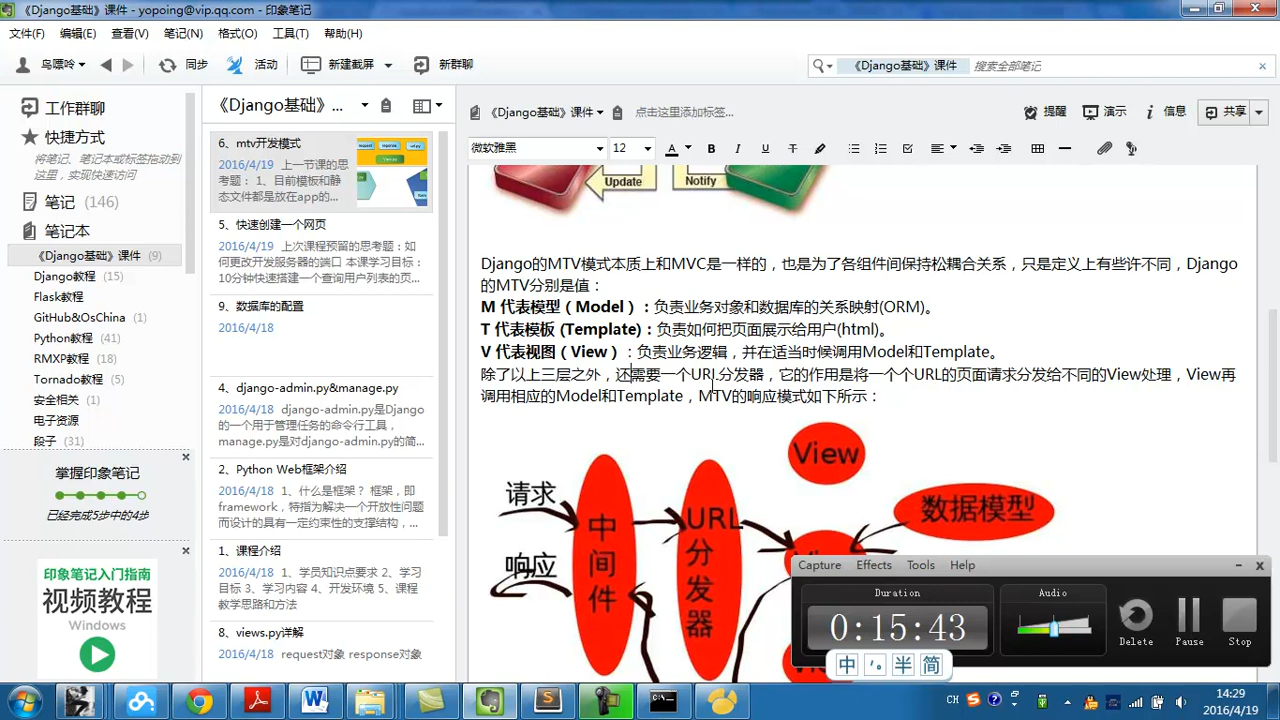 《Django基础》课件 - yopoing@vip.qq.com - 印象笔记
文件(F) 编辑(E) 查看(V) 笔记(N) 格式(O) 工具(T) 帮助(H)
鸟嘌呤 同步 活动 新建截屏 新群聊 《Django基础》课件 搜索全部笔记
工作群聊
快捷方式
将笔记、笔记本或标签拖动到
这里，实现快速访问
笔记 (146)
笔记本
《Django基础》课件 (9)
Django教程 (15)
Flask教程
GitHub&OsChina (1)
Python教程 (41)
RMXP教程 (18)
Tornado教程 (10)
安全相关 (1)
电子资源
段子 (31)
掌握印象笔记
已经完成5步中的4步
印象笔记入门指南
视频教程
Windows
《Django基础》...
6、mtv开发模式
2016/4/19 上一节课的思
考题： 1、目前模板和静
态文件都是放在app的...
5、快速创建一个网页
2016/4/19 上次课程预留的思考题：如
何更改开发服务器的端口 本课学习目标：
10分钟快速搭建一个查询用户列表的页...
9、数据库的配置
2016/4/18
4、django-admin.py&manage.py
2016/4/18 django-admin.py是Django
的一个用于管理任务的命令行工具，
manage.py是对django-admin.py的简...
2、Python Web框架介绍
2016/4/18 1、什么是框架？ 框架，即
framework，特指为解决一个开放性问题
而设计的具有一定约束性的支撑结构，...
1、课程介绍
2016/4/18 1、学员知识点要求 2、学习
目标 3、学习内容 4、开发环境 5、课程
教学思路和方法
8、views.py详解
2016/4/18 request对象 response对象
《Django基础》课件 点击这里添加标签... 提醒 演示 信息 共享
微软雅黑 12 A B I U T
Update Notify
Django的MTV模式本质上和MVC是一样的，也是为了各组件间保持松耦合关系，只是定义上有些许不同，Django
的MTV分别是值：
M 代表模型（Model）：负责业务对象和数据库的关系映射(ORM)。
T 代表模板 (Template)：负责如何把页面展示给用户(html)。
V 代表视图（View）：负责业务逻辑，并在适当时候调用Model和Template。
除了以上三层之外，还需要一个URL分发器，它的作用是将一个个URL的页面请求分发给不同的View处理，View再
调用相应的Model和Template，MTV的响应模式如下所示：
View
请求
响应
中间件
URL分发器
数据模型
Capture Effects Tools Help
Duration
0:15:43
Audio
Delete Pause Stop
中 半 简
CH
14:29
2016/4/19